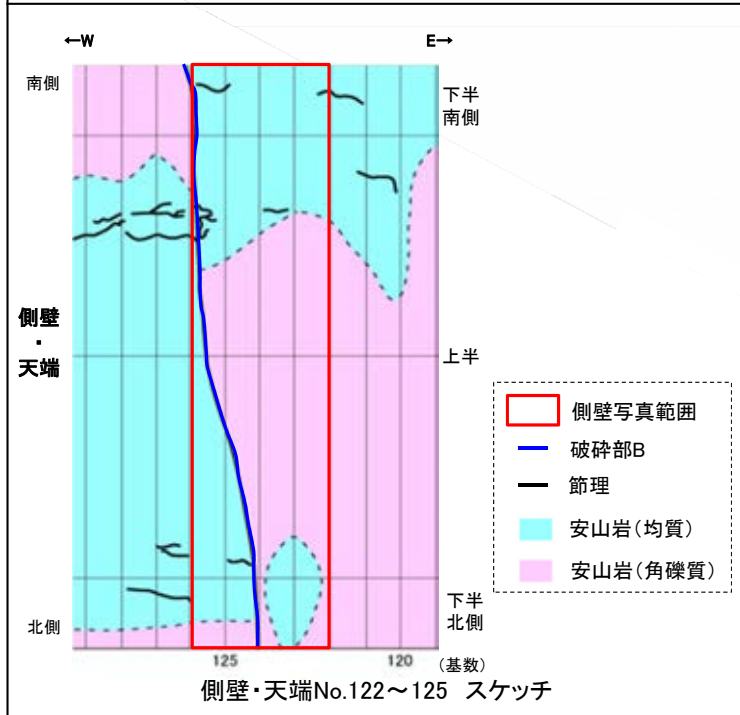 ←W
E→
南側
下半
南側
側壁
・
天端
上半
側壁写真範囲
破砕部B
節理
安山岩(均質)
安山岩(角礫質)
下半
北側
北側
125
120
(基数)
側壁・天端No.122~125 スケッチ